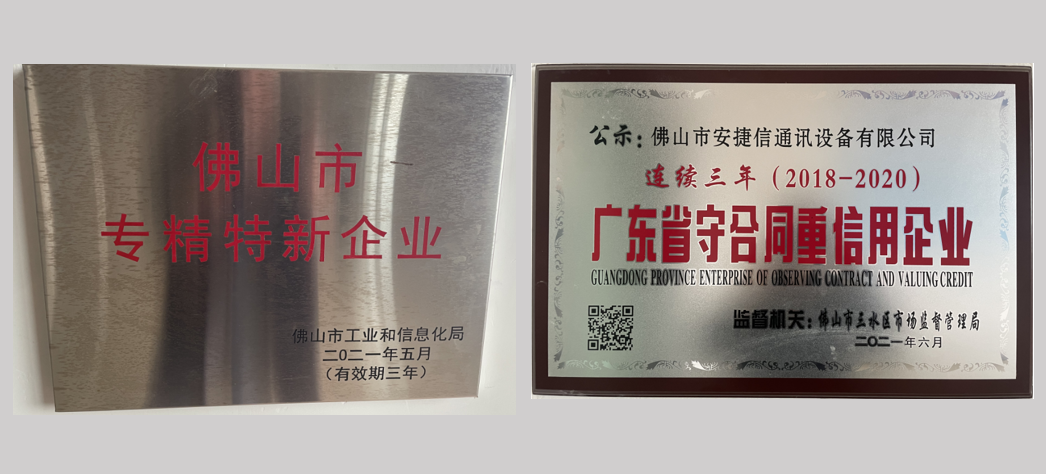 佛山市
专精特新企业
佛山市工业和信息化局
二〇二一年五月
（有效期三年）
公示：佛山市安捷信通讯设备有限公司
连续三年（2018-2020）
广东省守合同重信用企业
GUANGDONG PROVINCE ENTERPRISE OF OBSERVING CONTRACT AND VALUING CREDIT
监督机关：佛山市三水区市场监督管理局
二〇二一年六月